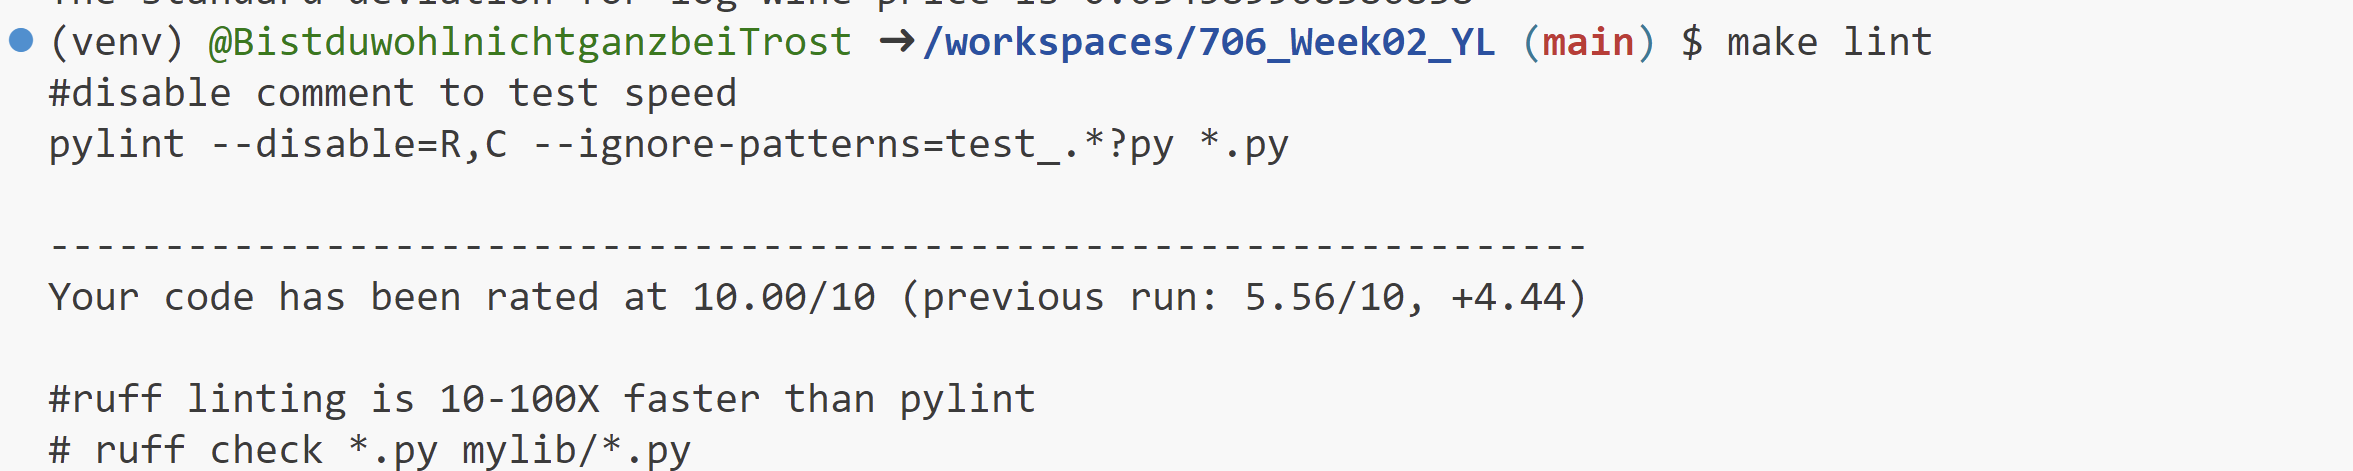 (venv) @BistduwohlnichtganzbeiTrost ➜/workspaces/706_Week02_YL (main) $ make lint
#disable comment to test speed
pylint --disable=R,C --ignore-patterns=test_.*?py *.py
-------------------------------------------------------------------
Your code has been rated at 10.00/10 (previous run: 5.56/10, +4.44)
#ruff linting is 10-100X faster than pylint
# ruff check *.py mylib/*.py